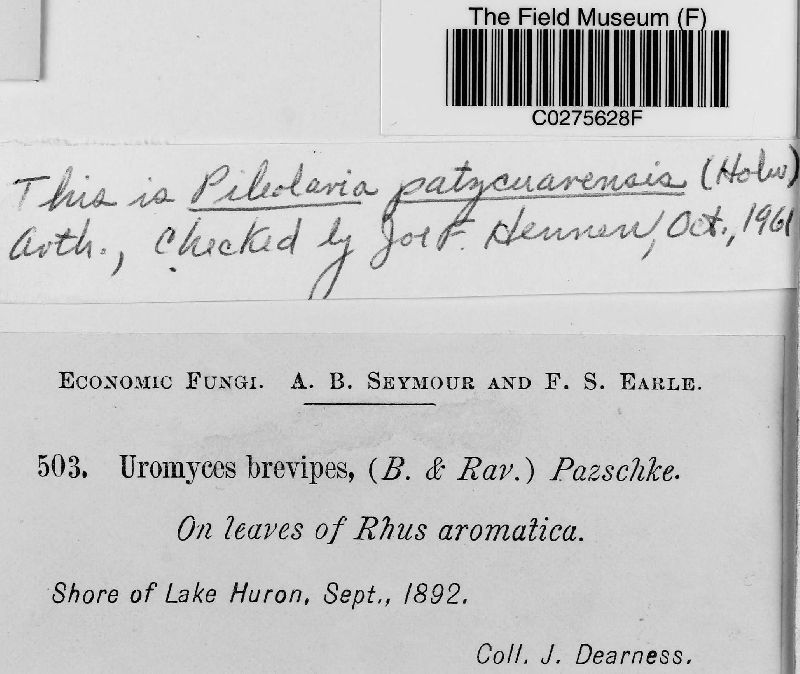 The Field Museum (F)
C0275628F
This is Pileolaria patzcuarensis (Holw)
Arth., Checked by Joe F. Hennen, Oct., 1961
ECONOMIC FUNGI. A. B. SEYMOUR AND F. S. EARLE.
503. Uromyces brevipes, (B. & Rav.) Pazschke.
On leaves of Rhus aromatica.
Shore of Lake Huron, Sept., 1892.
Coll. J. Dearness.